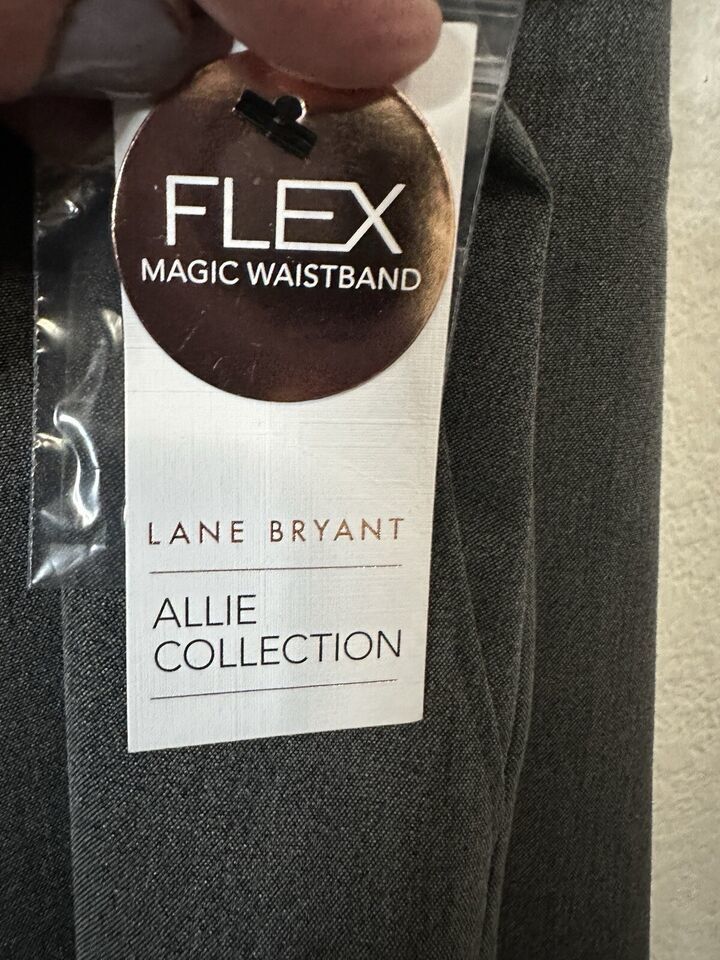 FLEX
MAGIC WAISTBAND
LANE BRYANT
ALLIE
COLLECTION